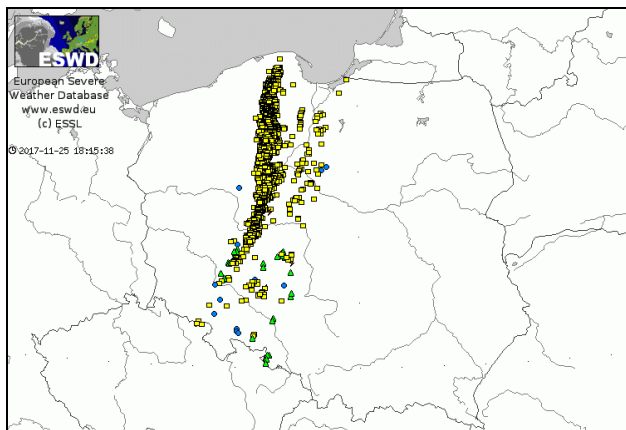 ESWD
European Severe
Weather Database
www.eswd.eu
(c) ESSL
2017-11-25 18:15:38